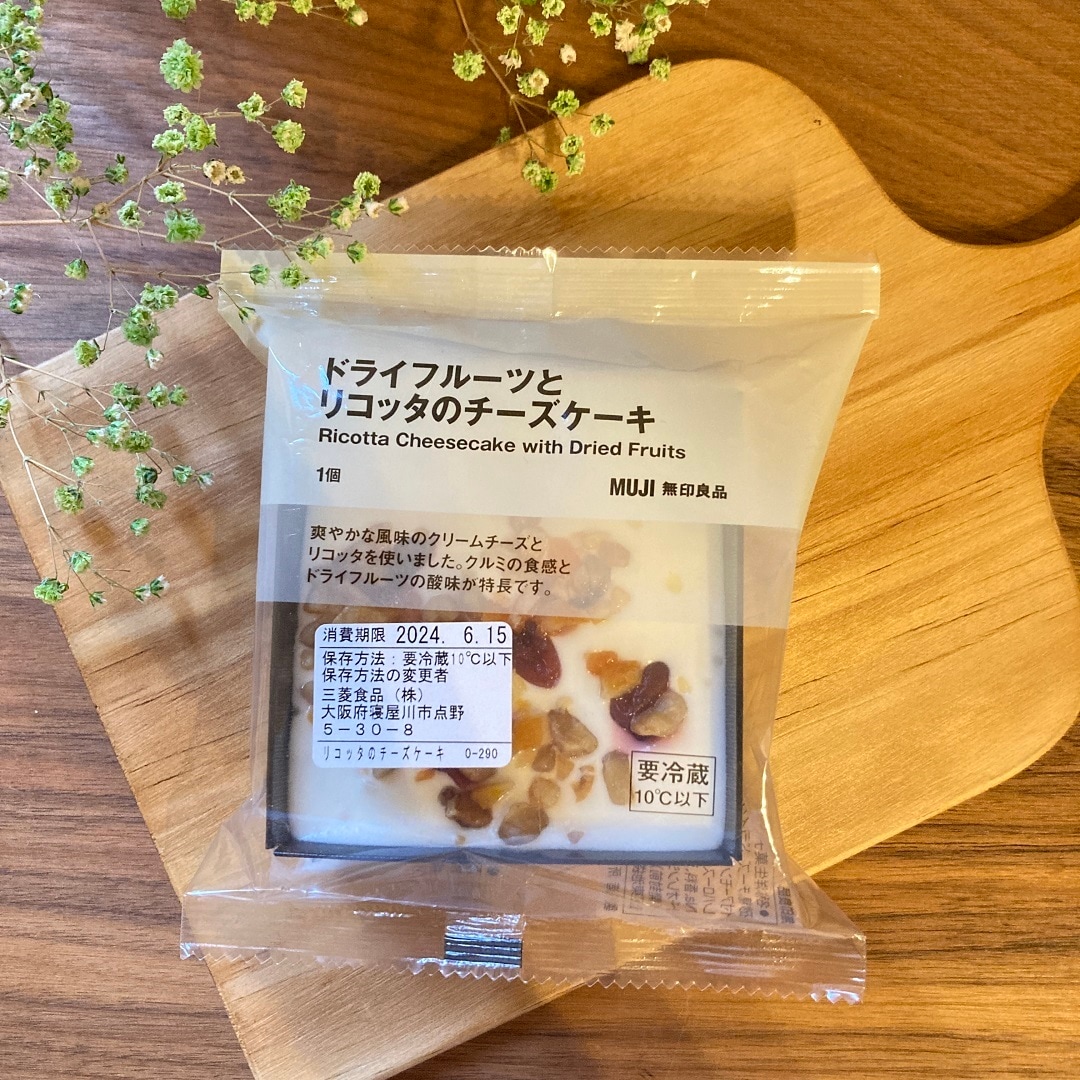 ドライフルーツと
リコッタのチーズケーキ
Ricotta Cheesecake with Dried Fruits
1個
MUJI 無印良品
爽やかな風味のクリームチーズと
リコッタを使いました。クルミの食感と
ドライフルーツの酸味が特長です。
消費期限 2024. 6.15
保存方法：要冷蔵10℃以下
保存方法の変更者
三菱食品（株）
大阪府寝屋川市点野
5－30－8
リコッタのチーズケーキ 0-290
要冷蔵
10℃以下